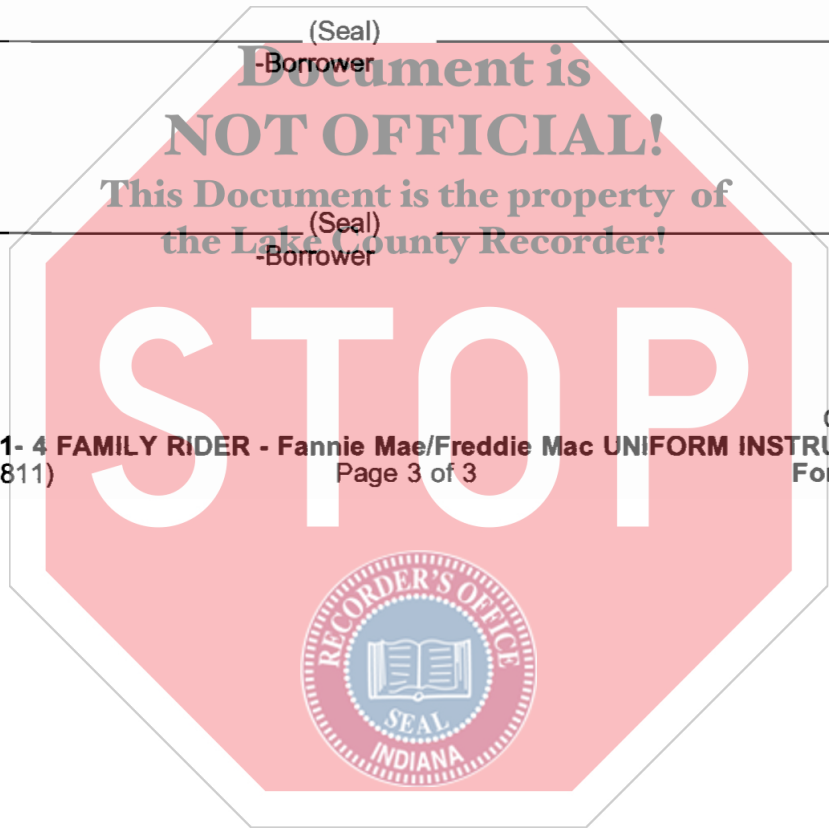 (Seal)
-Borrower
Document is
NOT OFFICIAL!
This Document is the property of
the Lake County Recorder!
(Seal)
-Borrower
STOP
1- 4 FAMILY RIDER - Fannie Mae/Freddie Mac UNIFORM INSTRU
811) Page 3 of 3 For
RECORDER'S OFFICE
SEAL
INDIANA